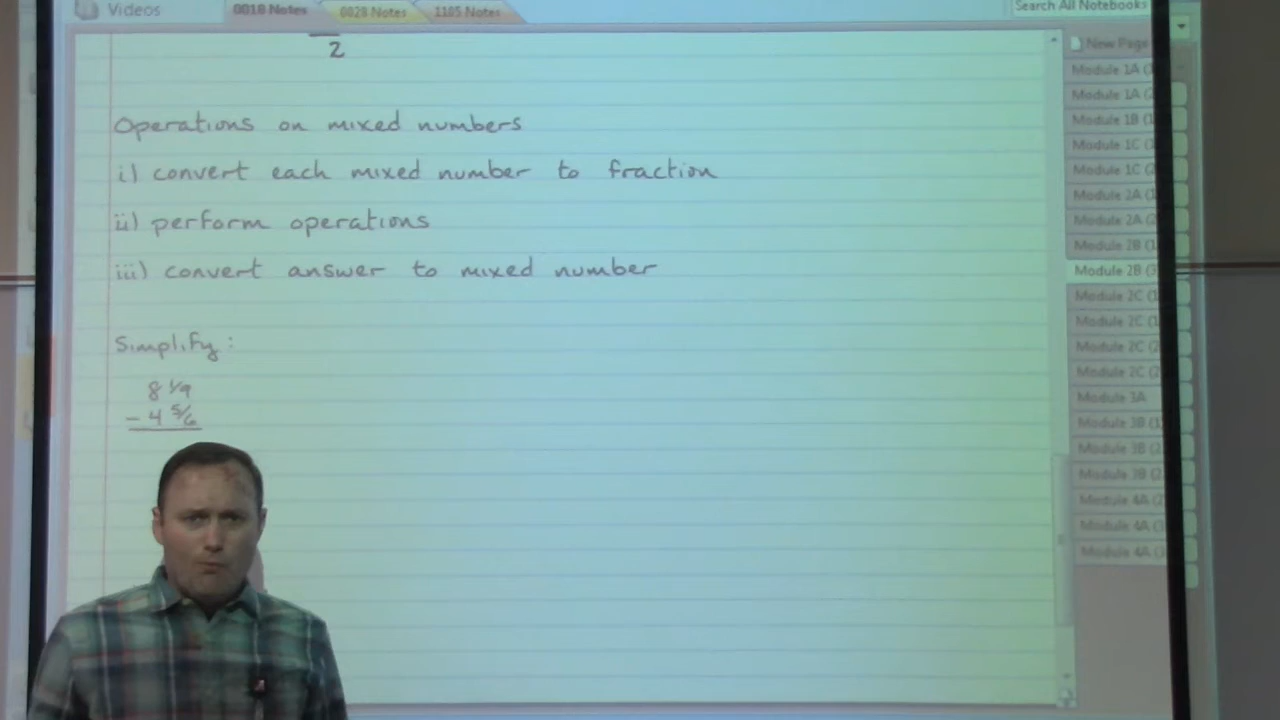 Videos 0018 Notes 0028 Notes 1105 Notes Search All Notebooks
2
New Page
Operations on mixed numbers
i) convert each mixed number to fraction
ii) perform operations
iii) convert answer to mixed number
Simplify:
8 1/9
- 4 5/6
Module 1A (
Module 1A (
Module 1B (1
Module 1C (
Module 1C (
Module 2A (1
Module 2A (
Module 2B (
Module 2B (
Module 2C (
Module 2C (
Module 2C (
Module 2C (
Module 3A
Module 3B (
Module 3B (
Module 3B (
Module 4A (
Module 4A (
Module 4A (